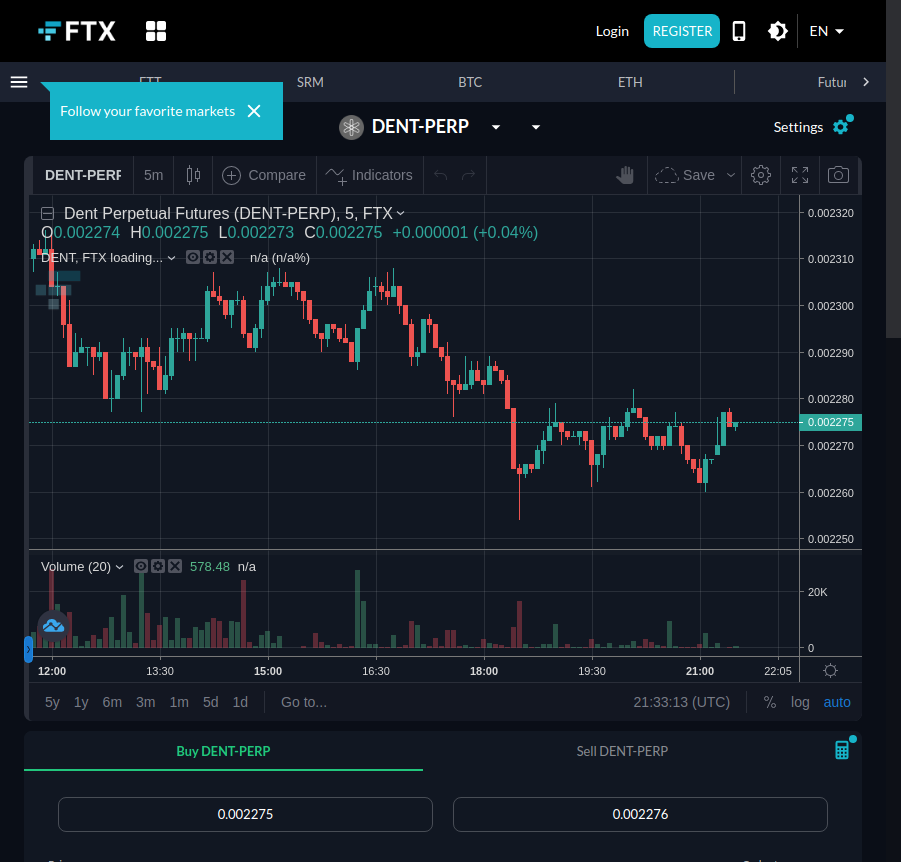 FTX
Login
REGISTER
EN
FTT
SRM
BTC
ETH
Futur
Follow your favorite markets
DENT-PERP
Settings
DENT-PERP
5m
Compare
Indicators
Save
Dent Perpetual Futures (DENT-PERP), 5, FTX
O0.002274 H0.002275 L0.002273 C0.002275 +0.000001 (+0.04%)
DENT, FTX loading...
n/a (n/a%)
0.002320
0.002310
0.002300
0.002290
0.002280
0.002275
0.002270
0.002260
0.002250
Volume (20)
578.48 n/a
20K
0
12:00 13:30 15:00 16:30 18:00 19:30 21:00 22:05
5y 1y 6m 3m 1m 5d 1d
Go to...
21:33:13 (UTC)
% log auto
Buy DENT-PERP
Sell DENT-PERP
0.002275
0.002276